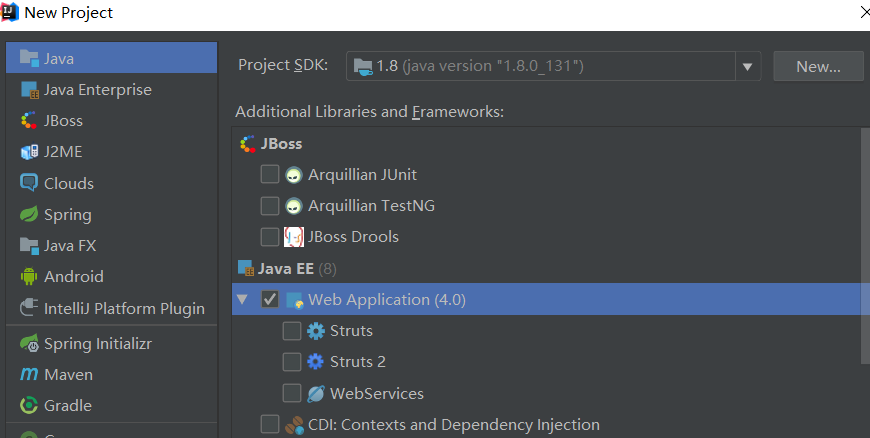 New Project
Java
Java Enterprise
JBoss
J2ME
Clouds
Spring
Java FX
Android
IntelliJ Platform Plugin
Spring Initializr
Maven
Gradle
Project SDK: 1.8 (java version "1.8.0_131") New...
Additional Libraries and Frameworks:
JBoss
Arquillian JUnit
Arquillian TestNG
JBoss Drools
Java EE (8)
Web Application (4.0)
Struts
Struts 2
WebServices
CDI: Contexts and Dependency Injection